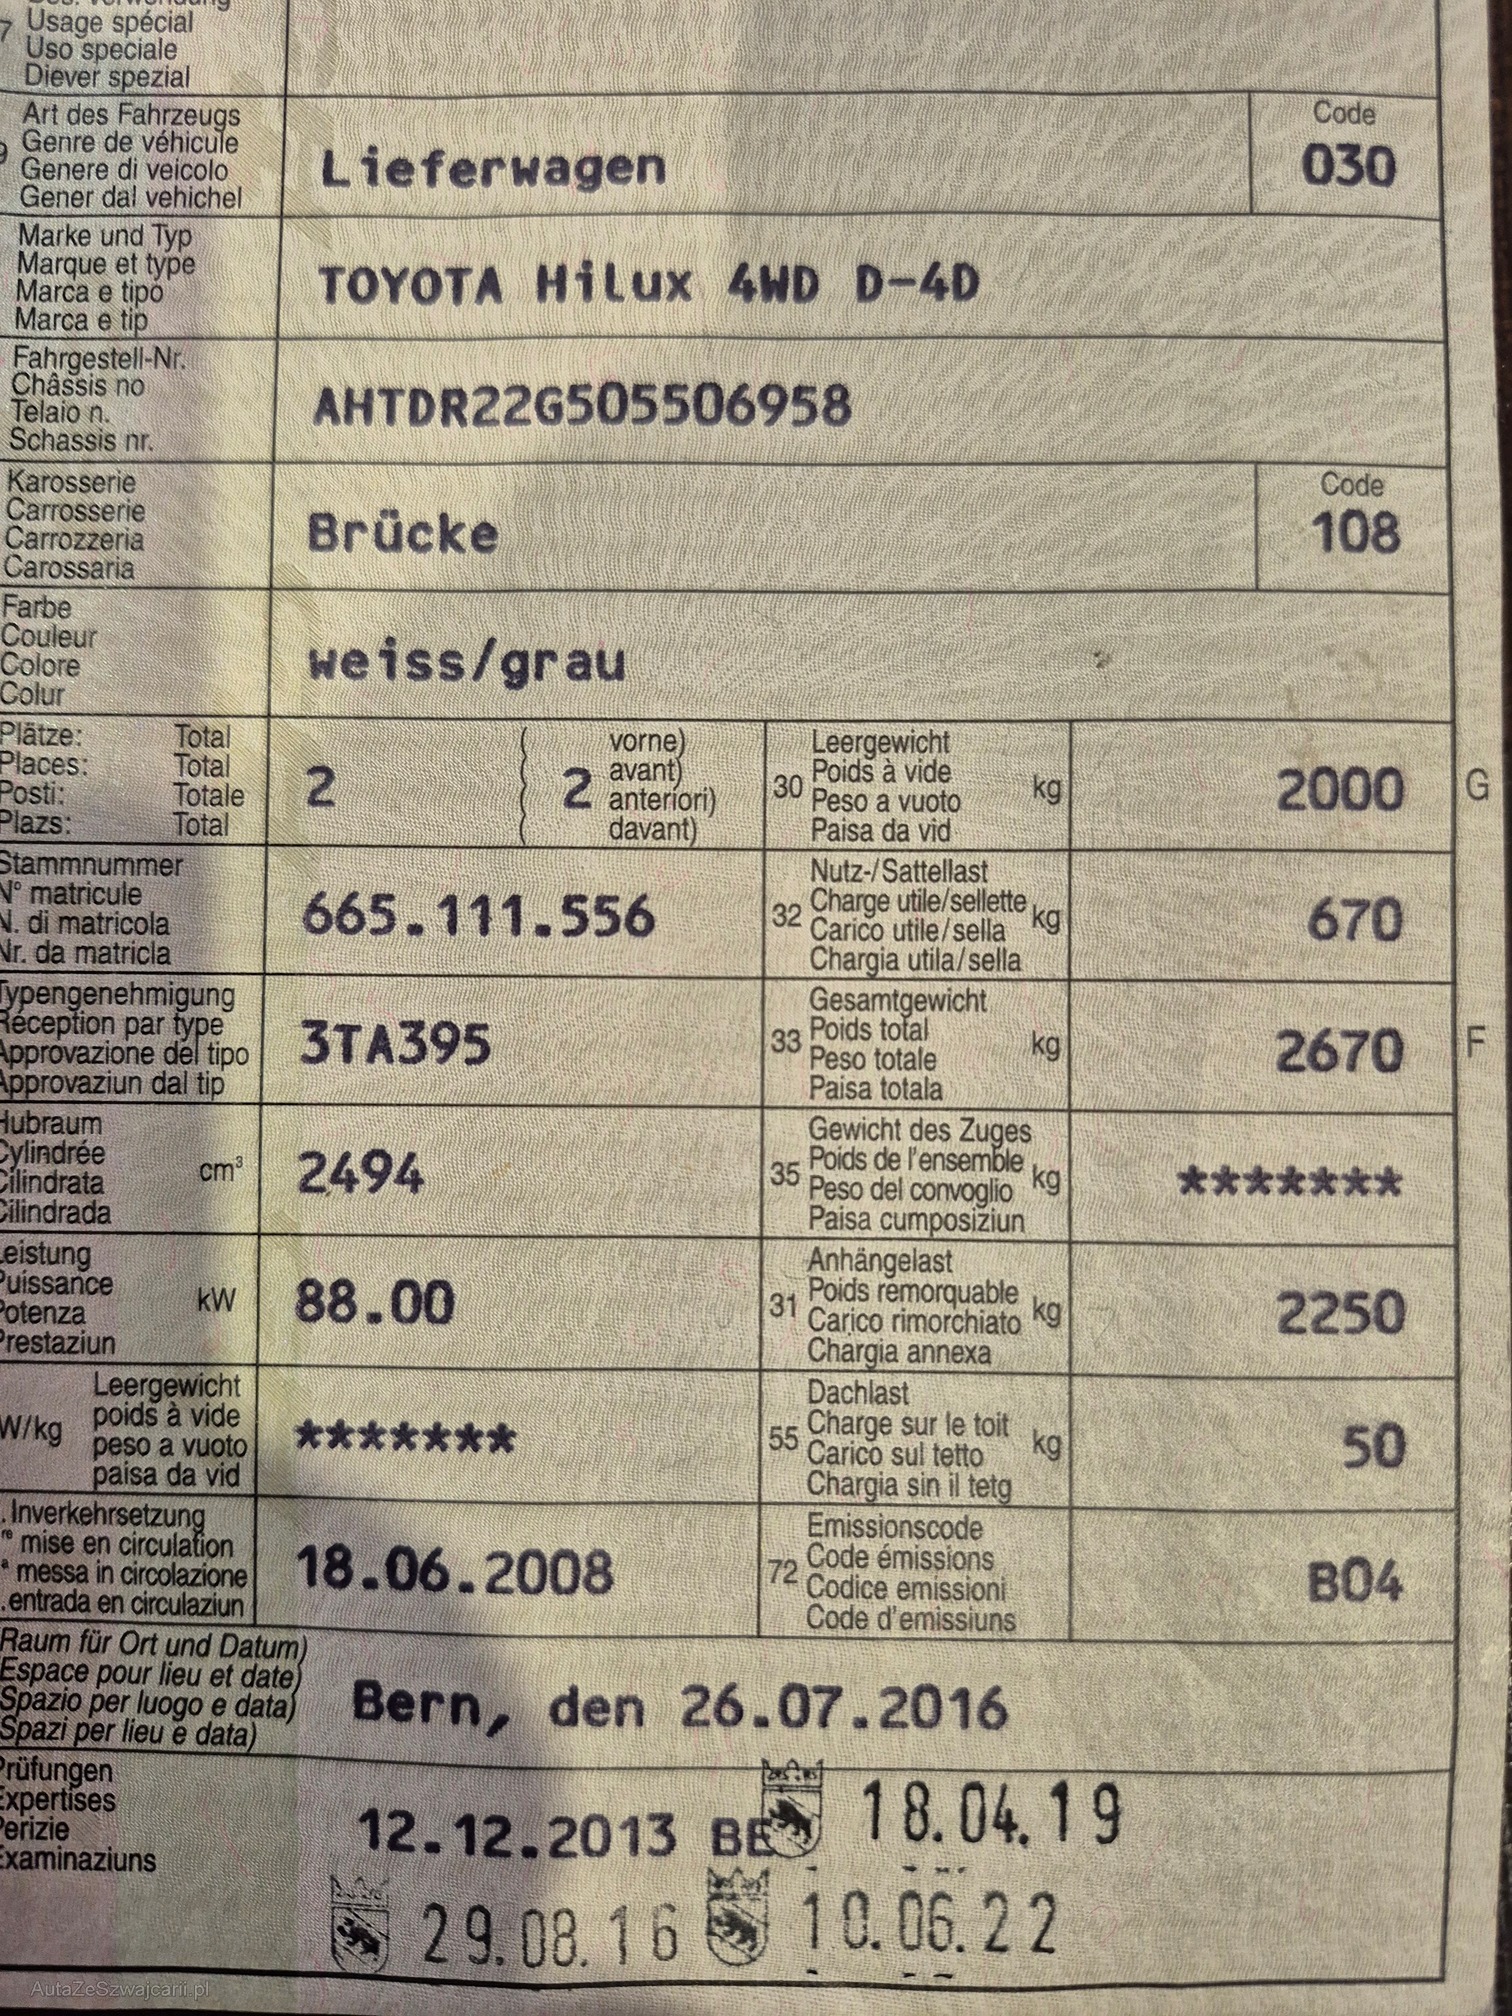 Usage spécial
Uso speciale
Diever spezial
Art des Fahrzeugs
Genre de véhicule
Genere di veicolo
Gener dal vehichel
Lieferwagen
Code
030
Marke und Typ
Marque et type
Marca e tipo
Marca e tip
TOYOTA HiLux 4WD D-4D
Fahrgestell-Nr.
Châssis no
Telaio n.
Schassis nr.
AHTDR22G505506958
Karosserie
Carrosserie
Carrozzeria
Carossaria
Brücke
Code
108
Farbe
Couleur
Colore
Colur
weiss/grau
Plätze: Total
Places: Total
Posti: Totale
Plazs: Total
2
( 2
vorne)
avant)
anteriori)
davant)
30
Leergewicht
Poids à vide
Peso a vuoto
Paisa da vid
kg
2000
G
Stammnummer
N° matricule
N. di matricola
Nr. da matricla
665.111.556
32
Nutz-/Sattellast
Charge utile/sellette
Carico utile/sella
Chargia utila/sella
kg
670
Typengenehmigung
Réception par type
Approvazione del tipo
Approvaziun dal tip
3TA395
33
Gesamtgewicht
Poids total
Peso totale
Paisa totala
kg
2670
F
Hubraum
Cylindrée
Cilindrata
Cilindrada
cm³
2494
35
Gewicht des Zuges
Poids de l'ensemble
Peso del convoglio
Paisa cumposiziun
kg
*******
Leistung
Puissance
Potenza
Prestaziun
kW
88.00
31
Anhängelast
Poids remorquable
Carico rimorchiato
Chargia annexa
kg
2250
W/kg
Leergewicht
poids à vide
peso a vuoto
paisa da vid
*******
55
Dachlast
Charge sur le toit
Carico sul tetto
Chargia sin il tetg
kg
50
. Inverkehrsetzung
re mise en circulation
a messa in circolazione
. entrada en circulaziun
18.06.2008
72
Emissionscode
Code émissions
Codice emissioni
Code d'emissiuns
B04
Raum für Ort und Datum)
Espace pour lieu et date)
Spazio per luogo e data)
Spazi per lieu e data)
Bern, den 26.07.2016
Prüfungen
Expertises
Perizie
Examinaziuns
12.12.2013 BE
18.04.19
29.08.16
10.06.22
AutaZeSzwajcarii.pl